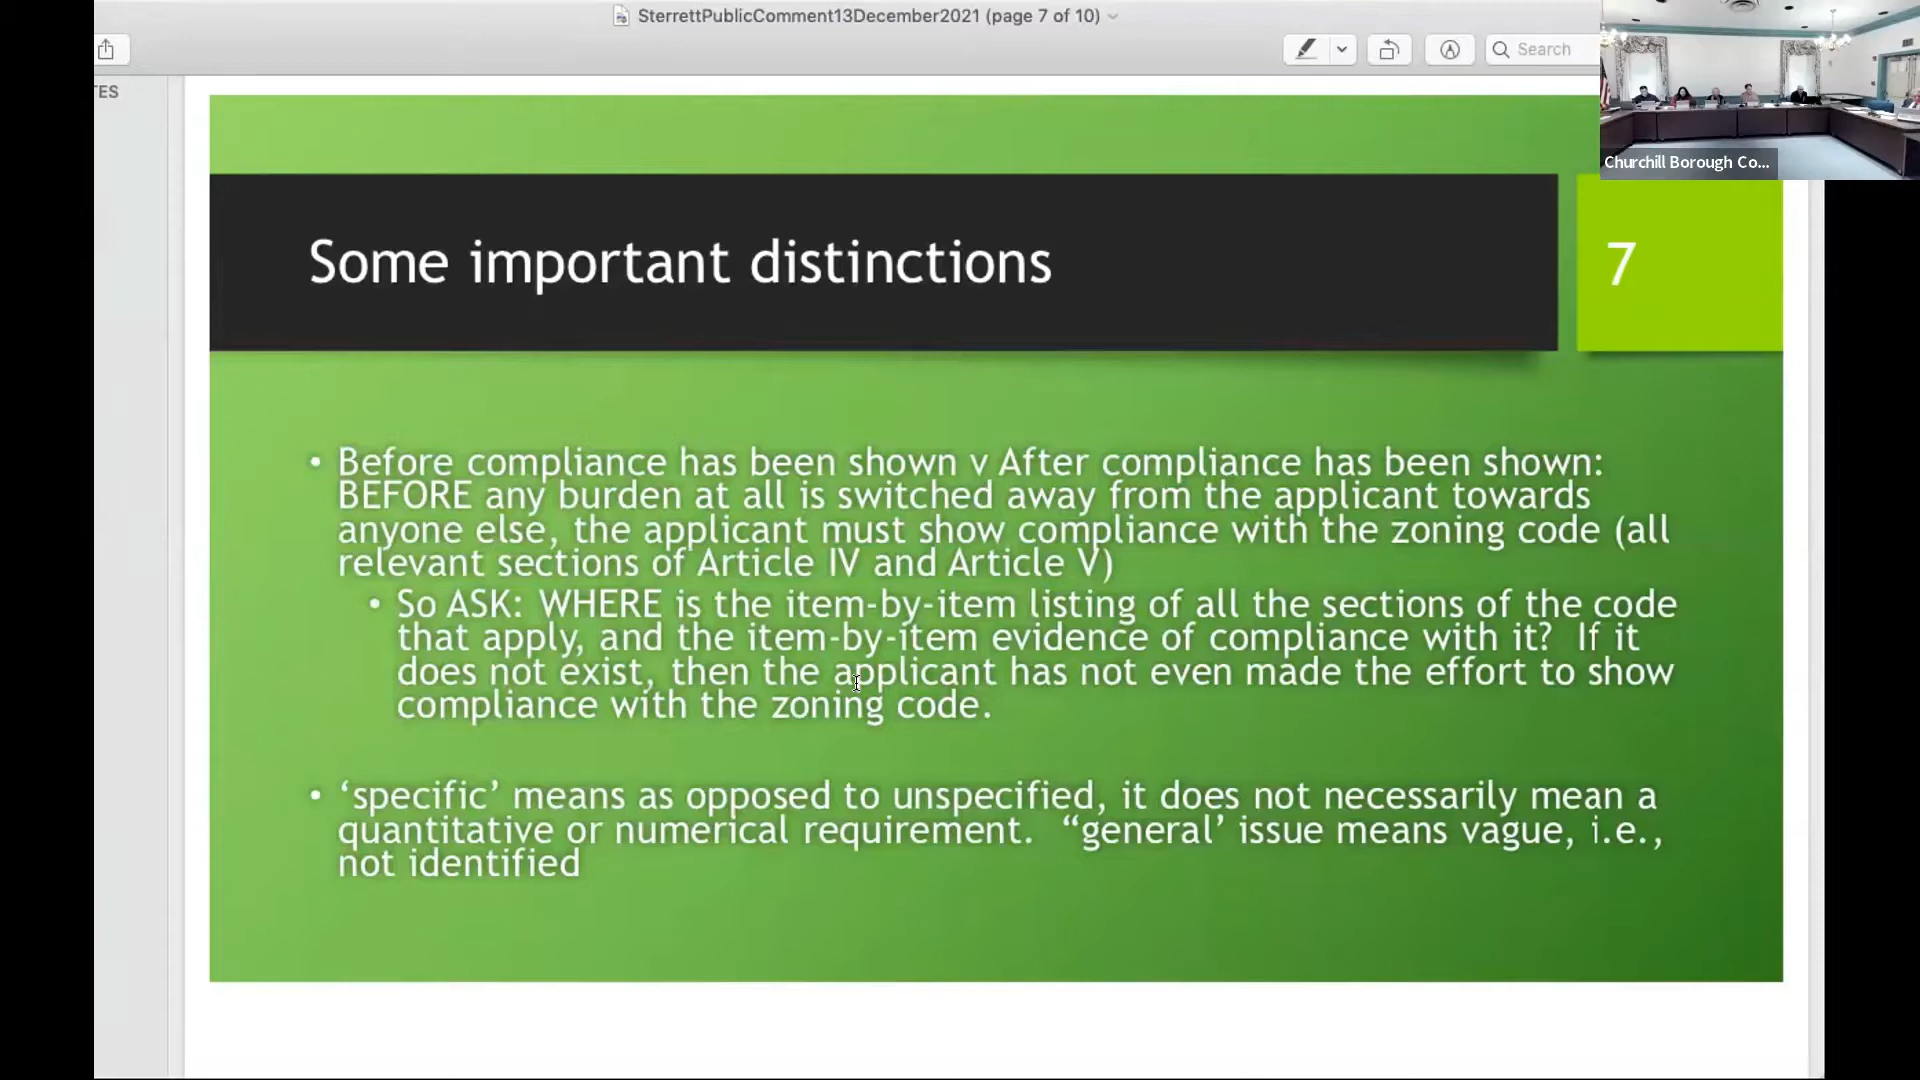 SterrettPublicComment13December2021 (page 7 of 10)
Search
TES
Churchill Borough Co...
Some important distinctions
7
• Before compliance has been shown v After compliance has been shown:
BEFORE any burden at all is switched away from the applicant towards
anyone else, the applicant must show compliance with the zoning code (all
relevant sections of Article IV and Article V)
• So ASK: WHERE is the item-by-item listing of all the sections of the code
that apply, and the item-by-item evidence of compliance with it? If it
does not exist, then the applicant has not even made the effort to show
compliance with the zoning code.
• ‘specific’ means as opposed to unspecified, it does not necessarily mean a
quantitative or numerical requirement. “general’ issue means vague, i.e.,
not identified